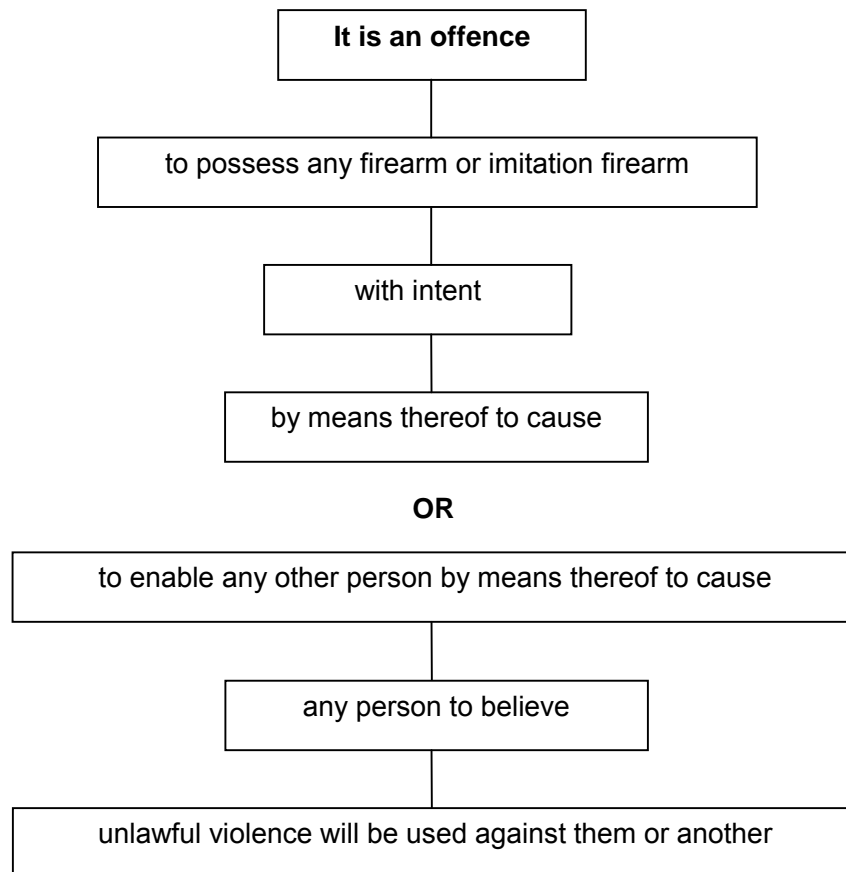 It is an offence
to possess any firearm or imitation firearm
with intent
by means thereof to cause
OR
to enable any other person by means thereof to cause
any person to believe
unlawful violence will be used against them or another